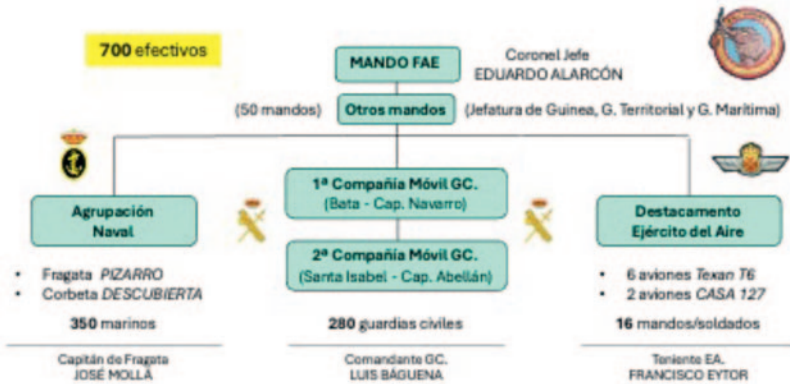 700 efectivos
MANDO FAE
Coronel Jefe
EDUARDO ALARCÓN
(50 mandos)
Otros mandos
(Jefatura de Guinea, G. Territorial y G. Marítima)
Agrupación
Naval
• Fragata PIZARRO
• Corbeta DESCUBIERTA
350 marinos
Capitán de Fragata
JOSÉ MOLLÁ
1ª Compañía Móvil GC.
(Bata - Cap. Navarro)
2ª Compañía Móvil GC.
(Santa Isabel - Cap. Abellán)
280 guardias civiles
Comandante GC.
LUIS BÁGUENA
Destacamento
Ejército del Aire
• 6 aviones Texan T6
• 2 aviones CASA 127
16 mandos/soldados
Teniente EA.
FRANCISCO EYTOR